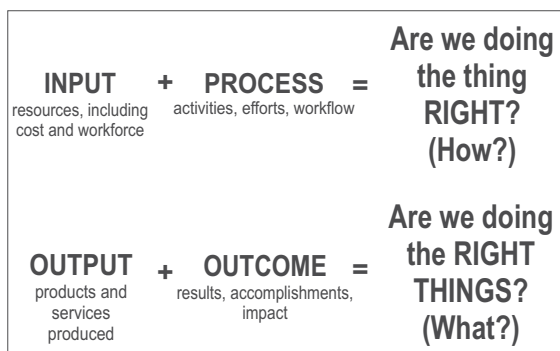 INPUT + PROCESS =
resources, including
cost and workforce
activities, efforts, workflow
Are we doing
the thing
RIGHT?
(How?)
OUTPUT + OUTCOME =
products and
services
produced
results, accomplishments,
impact
Are we doing
the RIGHT
THINGS?
(What?)